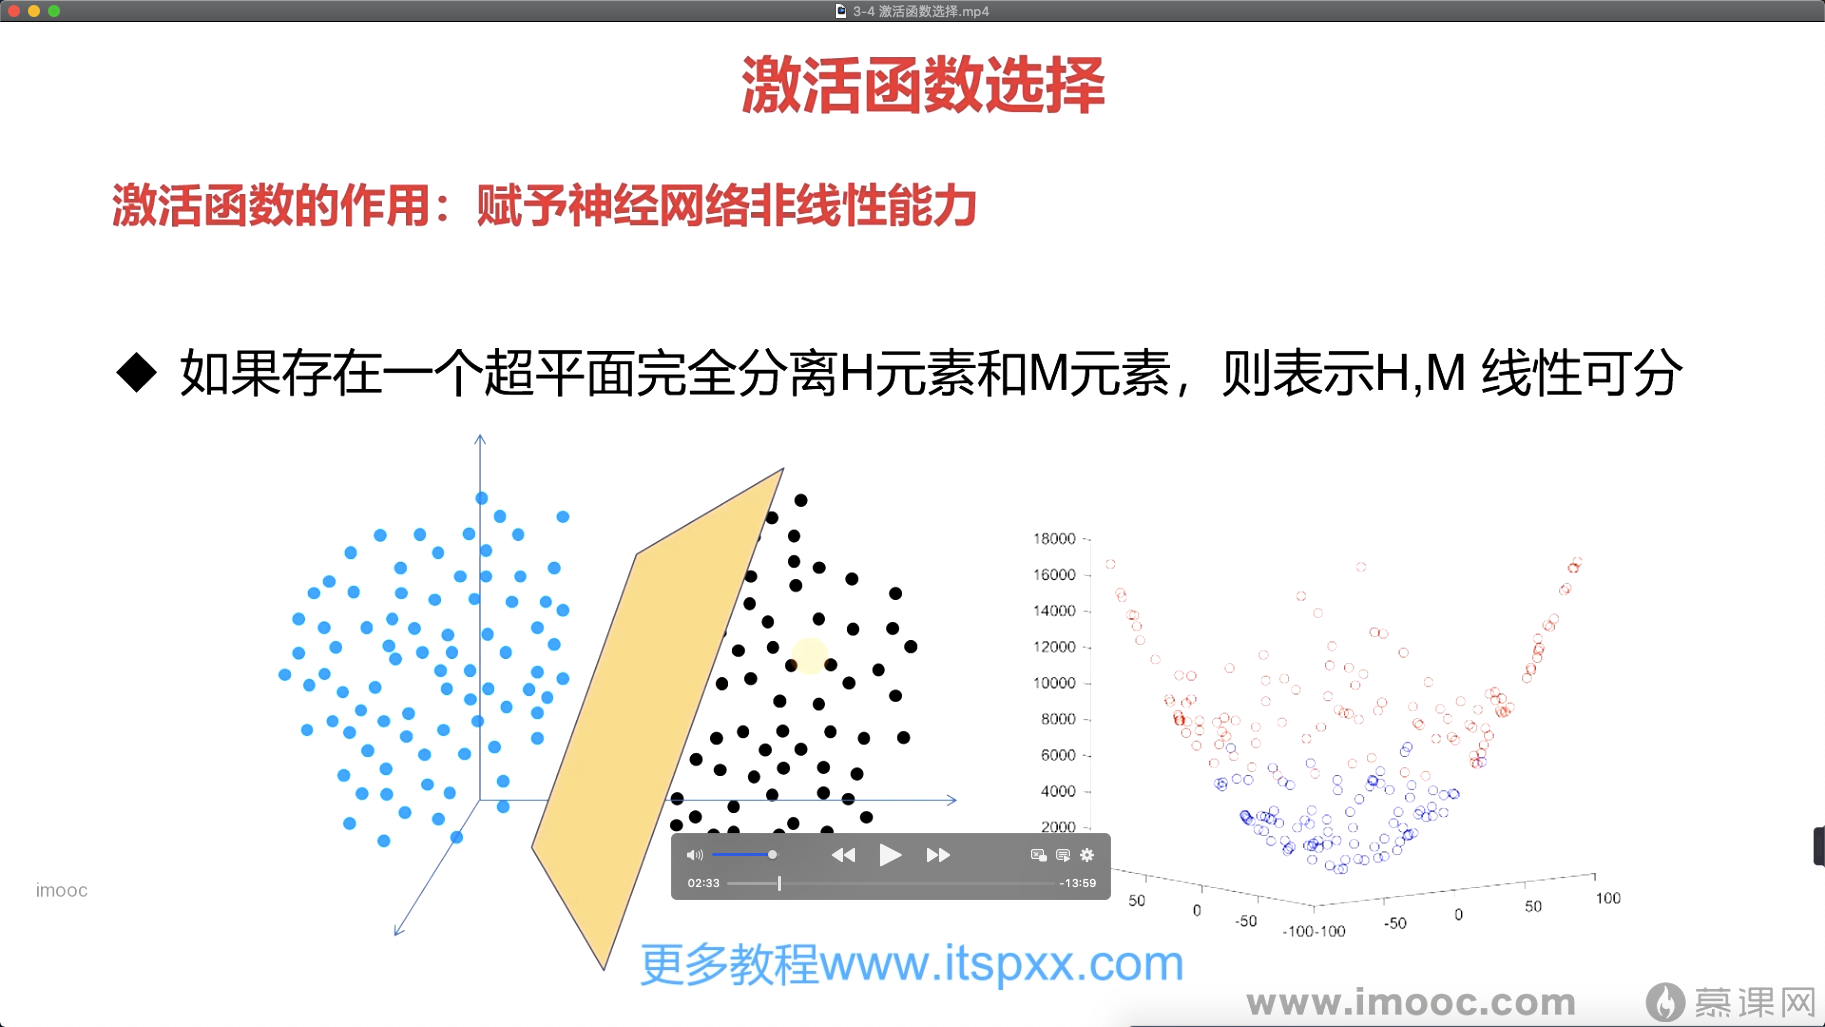 3-4 激活函数选择.mp4
激活函数选择
激活函数的作用：赋予神经网络非线性能力
◆ 如果存在一个超平面完全分离H元素和M元素，则表示H,M 线性可分
18000
16000
14000
12000
10000
8000
6000
4000
2000
02:33
-13:59
50
0
-50
-100-100
-50
0
50
100
imooc
更多教程www.itspxx.com
www.imooc.com
慕课网